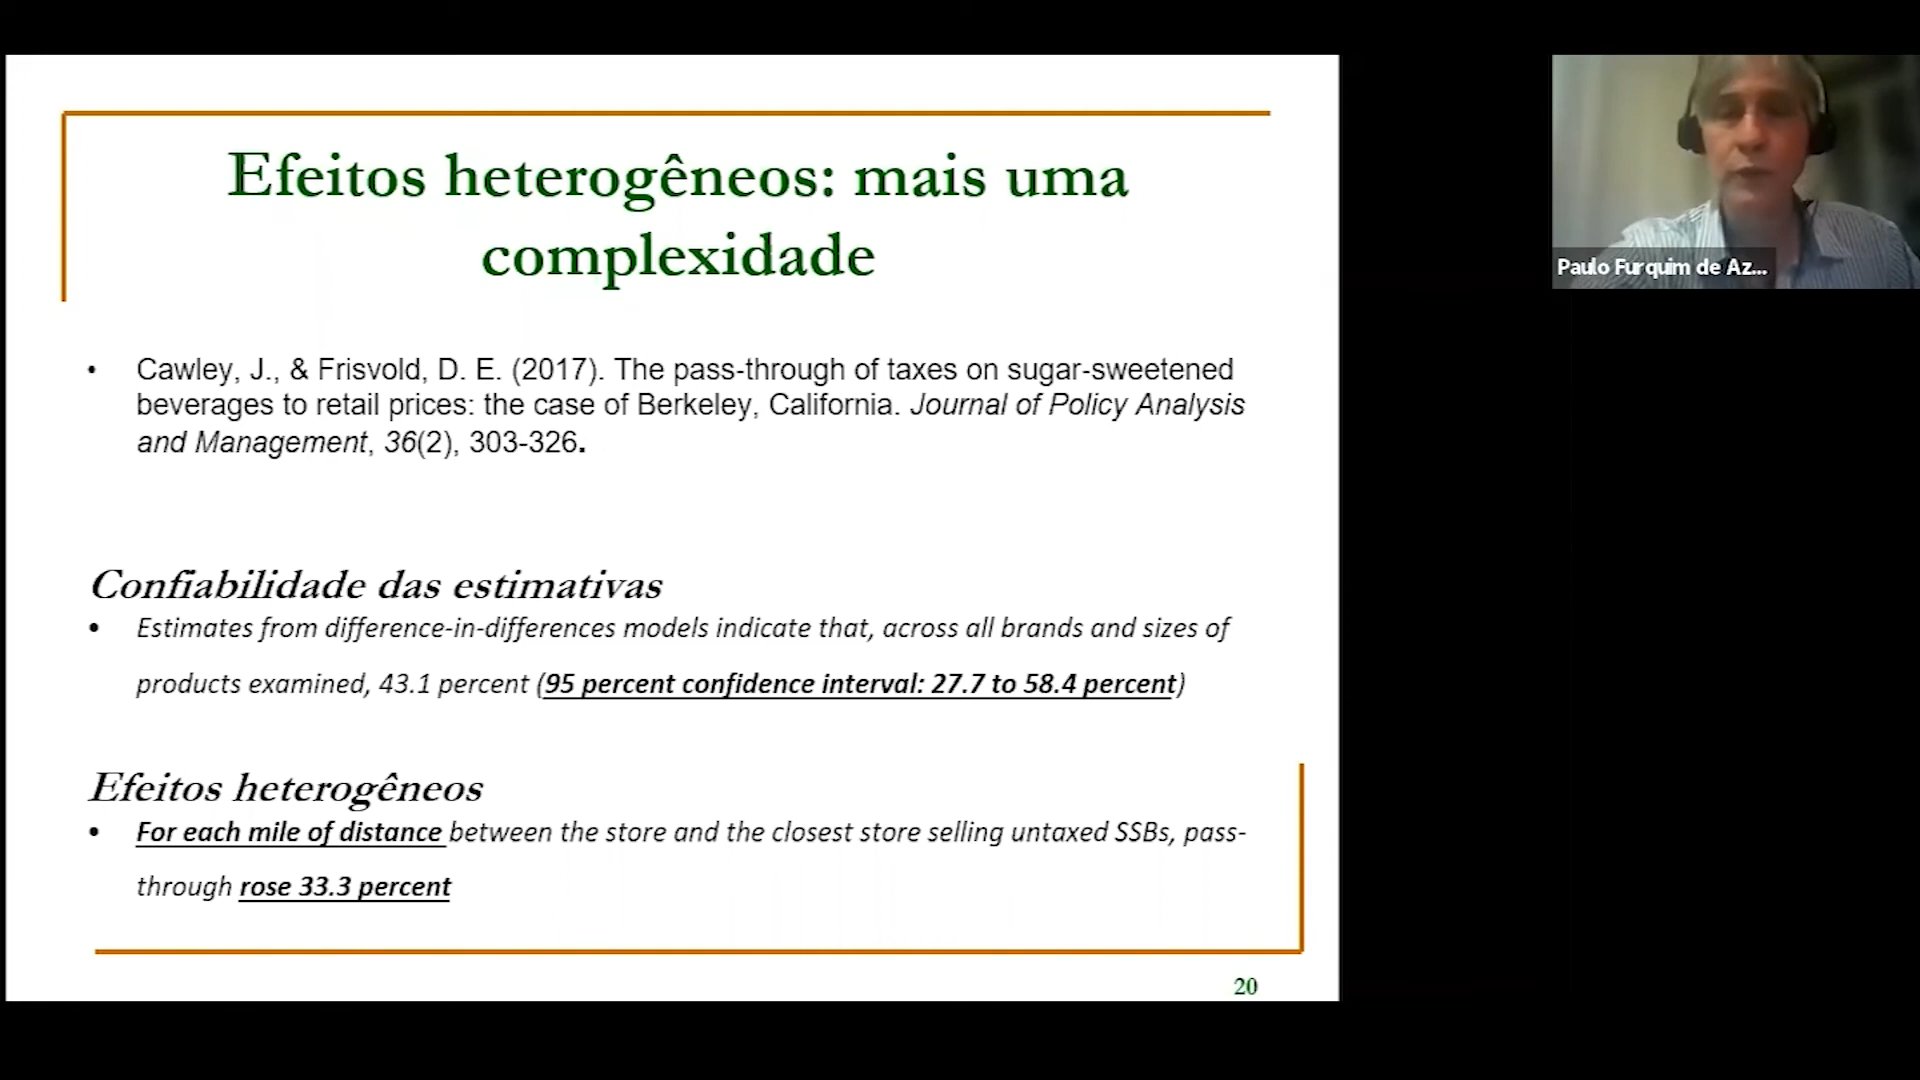 Efeitos heterogêneos: mais uma
complexidade
• Cawley, J., & Frisvold, D. E. (2017). The pass-through of taxes on sugar-sweetened
beverages to retail prices: the case of Berkeley, California. Journal of Policy Analysis
and Management, 36(2), 303-326.
Confiabilidade das estimativas
• Estimates from difference-in-differences models indicate that, across all brands and sizes of
products examined, 43.1 percent (95 percent confidence interval: 27.7 to 58.4 percent)
Efeitos heterogêneos
• For each mile of distance between the store and the closest store selling untaxed SSBs, pass-
through rose 33.3 percent
20
Paulo Furquim de Az...